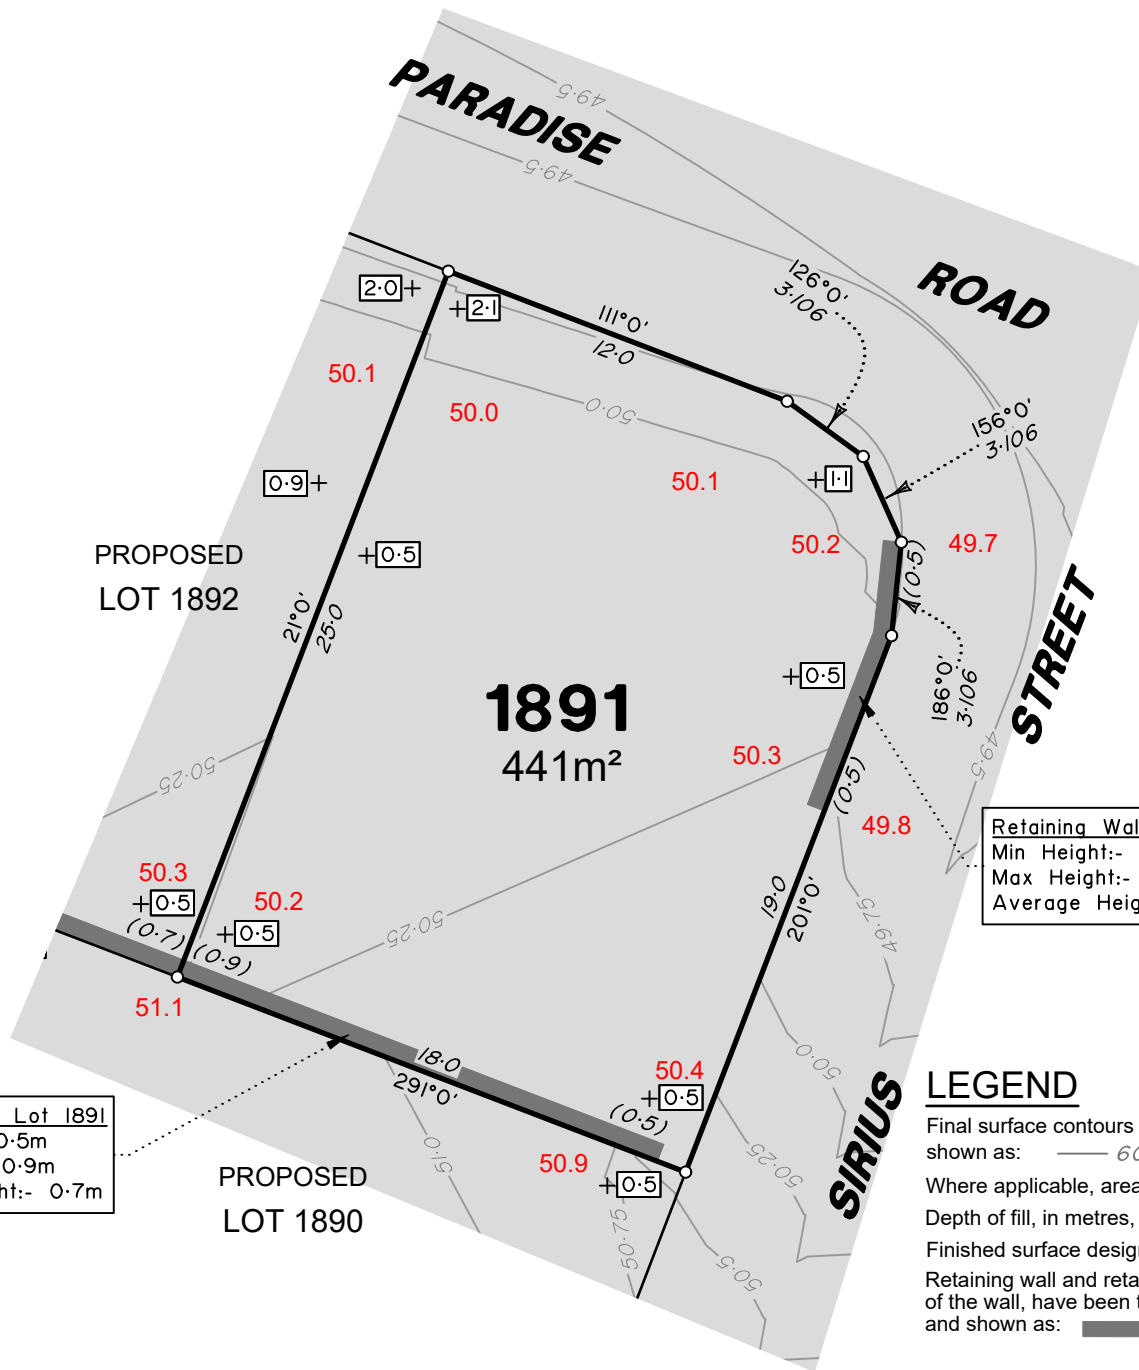 49·5
PARADISE
49·5
ROAD
126°0'
3·106
2·0
2·1
111°0'
12·0
50.1
50.0
50·0
156°0'
3·106
50.1
1·1
0·9
50.2
49.7
(0·5)
PROPOSED
LOT 1892
0·5
21°0'
25·0
STREET
0·5
186°0'
3·106
1891
441m²
50.3
49·5
50·25
(0·5)
49.8
Retaining Wal
Min Height:-
Max Height:-
Average Heig
50.3
0·5
(0·7)
50.2
0·5
(0·9)
50·25
19·0
201°0'
49·75
51.1
18·0
291°0'
50.4
0·5
(0·5)
50·0
Lot 1891
0·5m
0·9m
ht:- 0·7m
PROPOSED
LOT 1890
51·0
50.9
0·5
50·75
50·25
50·5
SIRIUS
LEGEND
Final surface contours
shown as: 60
Where applicable, area
Depth of fill, in metres,
Finished surface desig
Retaining wall and reta
of the wall, have been t
and shown as: